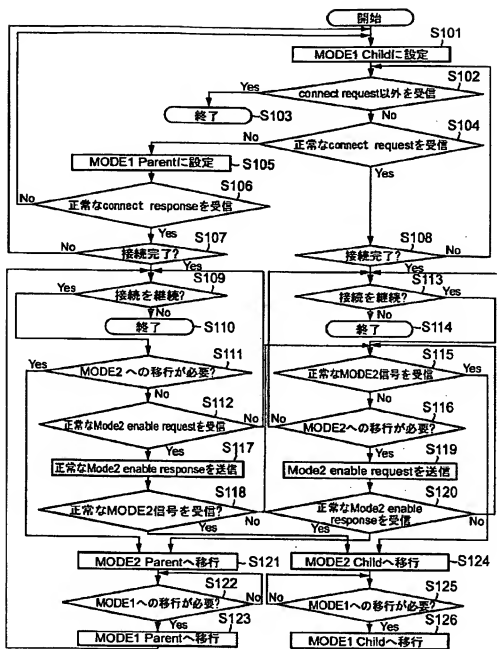 開始
S101
MODE1 Childに設定
S102
Yes
connect request以外を受信
終了
S103
No
S104
No
正常なconnect requestを受信
MODE1 Parentに設定
S105
Yes
S106
No
正常なconnect responseを受信
Yes
S107
No
接続完了?
S108
接続完了?
No
Yes
S109
Yes
接続を継続?
No
終了
S110
Yes
S113
接続を継続?
Yes
No
終了
S114
S111
Yes
MODE2 への移行が必要?
No
S112
正常なMode2 enable requestを受信
No
Yes
S117
正常なMode2 enable responseを送信
S118
正常なMODE2信号を受信?
Yes
No
S115
正常なMODE2信号を受信
Yes
No
S116
MODE2への移行が必要?
No
Yes
S119
Mode2 enable requestを送信
S120
正常なMode2 enable
responseを受信
No
Yes
MODE2 Parentへ移行
S121
S122
MODE1への移行が必要?
No
Yes
S123
MODE1 Parentへ移行
MODE2 Childへ移行
S124
S125
No
MODE1への移行が必要?
Yes
S126
MODE1 Childへ移行